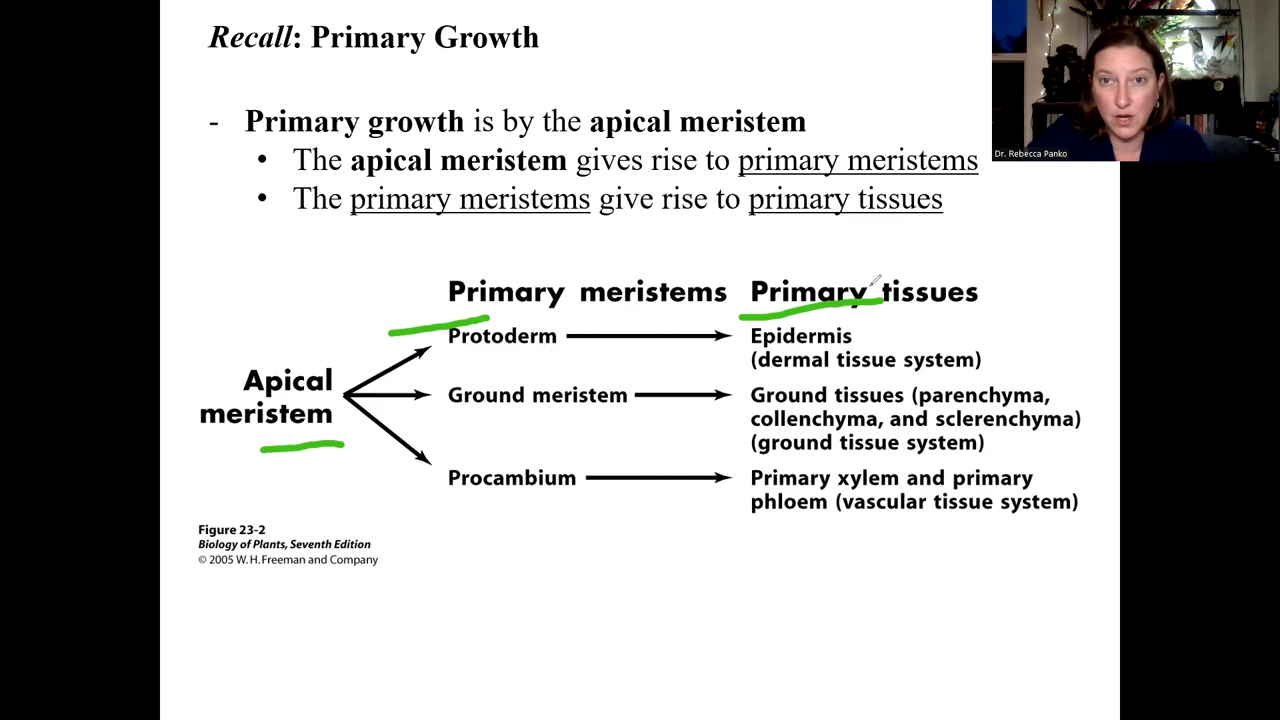 Recall: Primary Growth
- Primary growth is by the apical meristem
• The apical meristem gives rise to primary meristems
• The primary meristems give rise to primary tissues
Dr. Rebecca Panko
Primary meristems Primary tissues
Protoderm Epidermis
(dermal tissue system)
Apical
meristem
Ground meristem Ground tissues (parenchyma,
collenchyma, and sclerenchyma)
(ground tissue system)
Procambium Primary xylem and primary
phloem (vascular tissue system)
Figure 23-2
Biology of Plants, Seventh Edition
© 2005 W. H. Freeman and Company